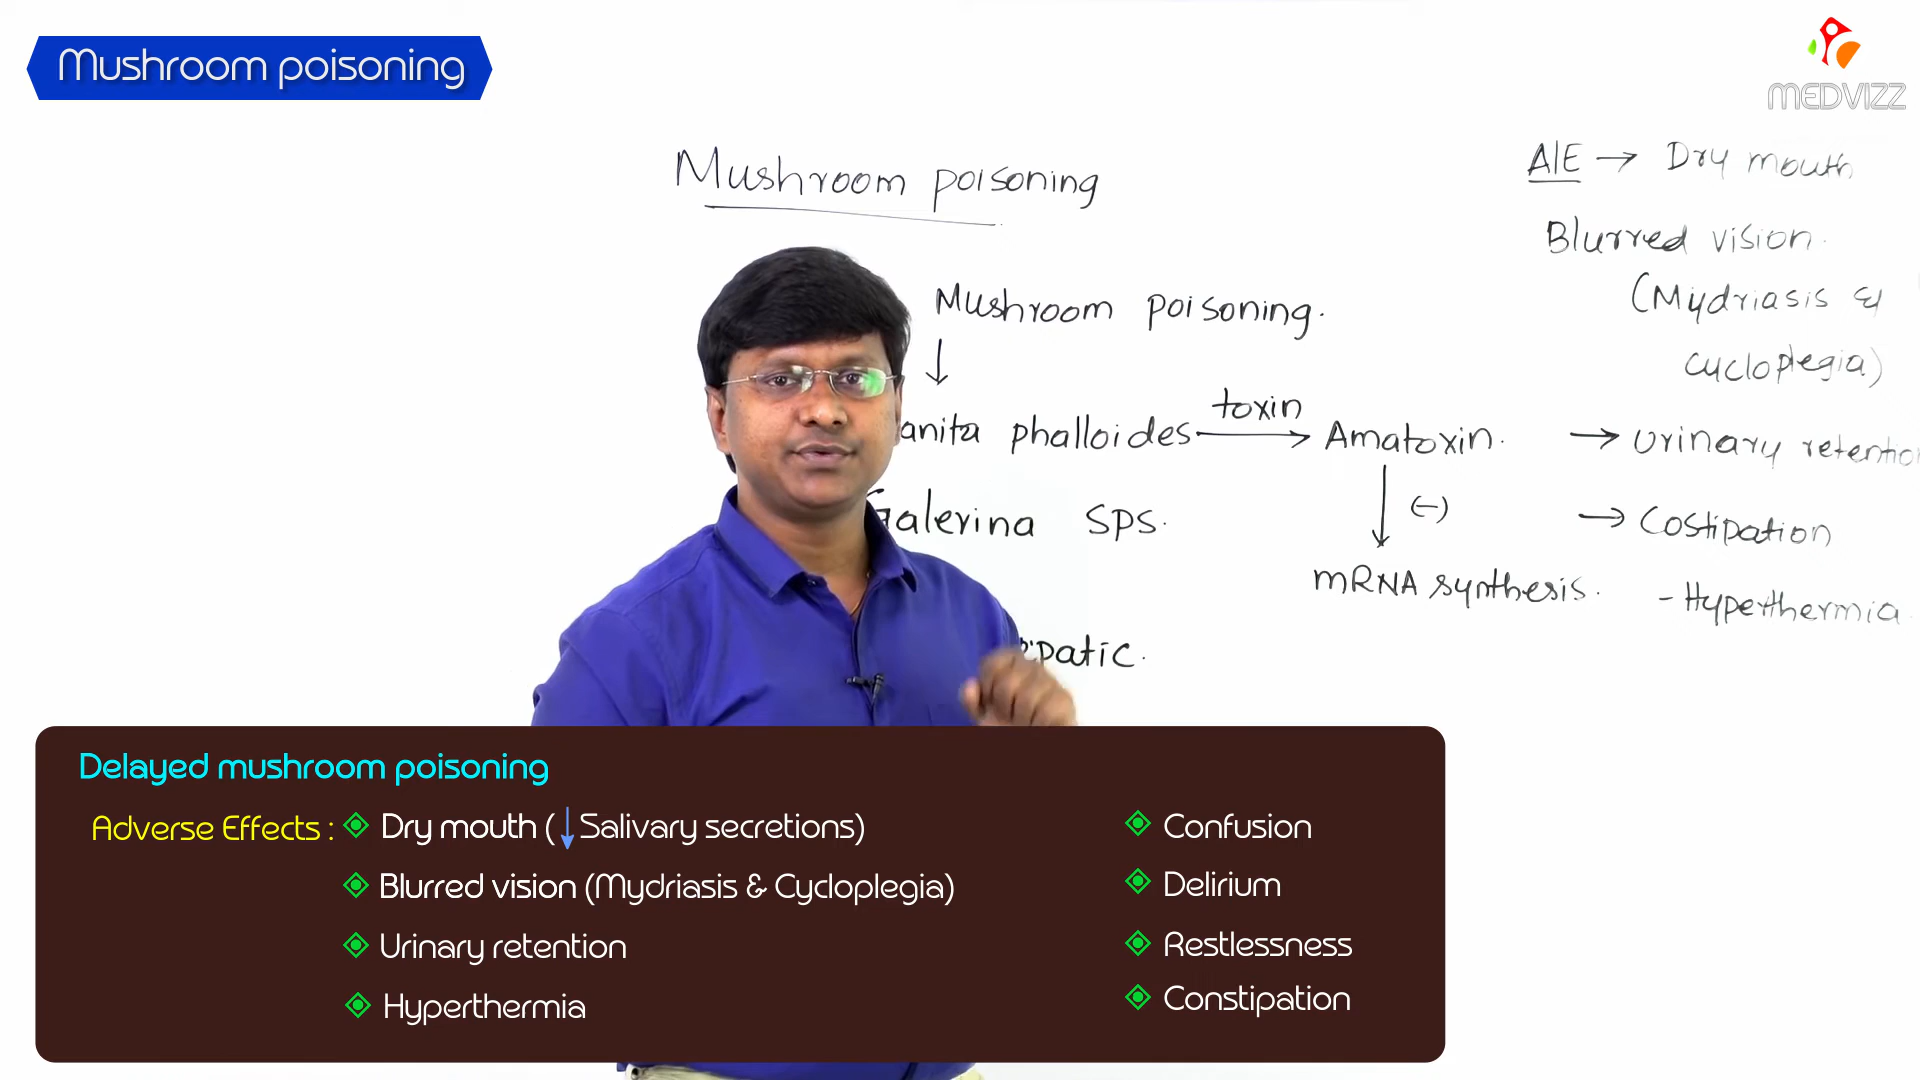 Mushroom poisoning
MEDVIZZ
Mushroom poisoning
A/E → Dry mouth
Blurred vision.
(Mydriasis &
cycloplegia)
Mushroom poisoning.
↓
anita phalloides toxin → Amatoxin.
→ urinary retentio
Galerina SPS.
↓ (-)
→ Costipation
mRNA synthesis.
- Hyperthermia.
epatic.
Delayed mushroom poisoning
Adverse Effects : Dry mouth ( ↓ Salivary secretions)
Confusion
Blurred vision (Mydriasis & Cycloplegia)
Delirium
Urinary retention
Restlessness
Hyperthermia
Constipation